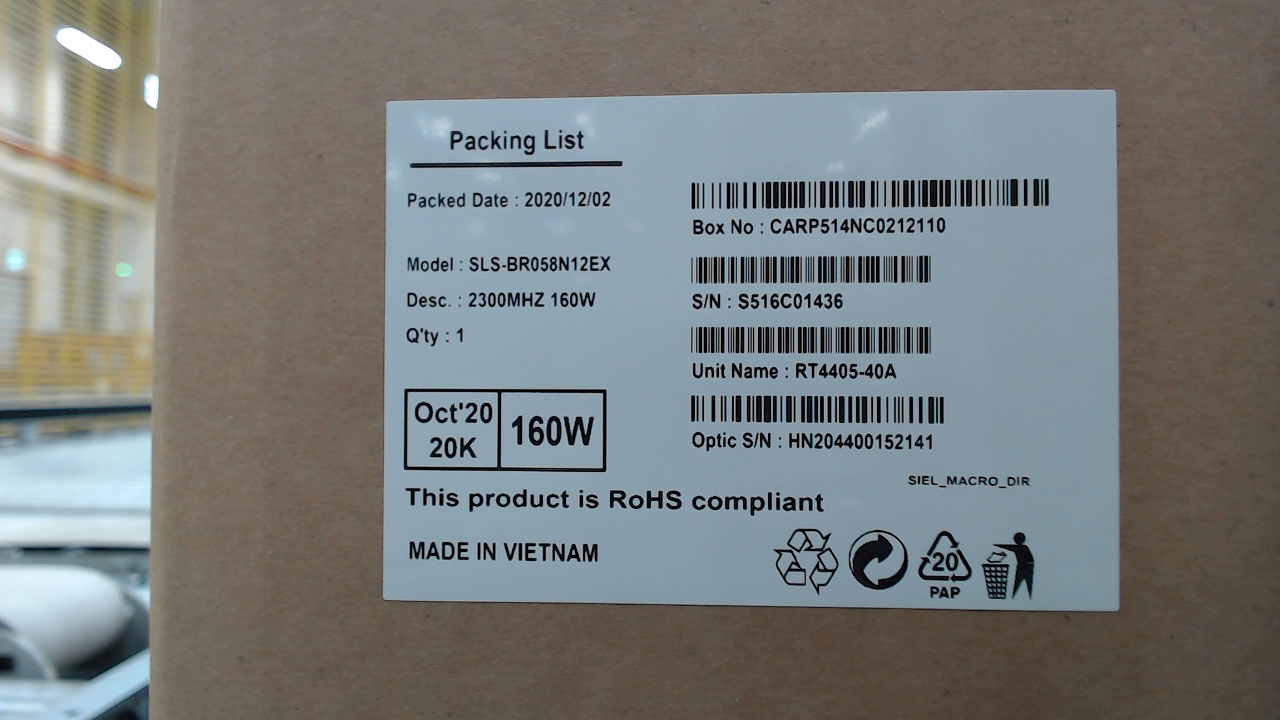 Packing List
Packed Date : 2020/12/02
Model : SLS-BR058N12EX
Desc. : 2300MHZ 160W
Q'ty : 1
Oct'20
20K
160W
Box No : CARP514NC0212110
S/N : S516C01436
Unit Name : RT4405-40A
Optic S/N : HN204400152141
SIEL_MACRO_DIR
This product is RoHS compliant
MADE IN VIETNAM
20
PAP